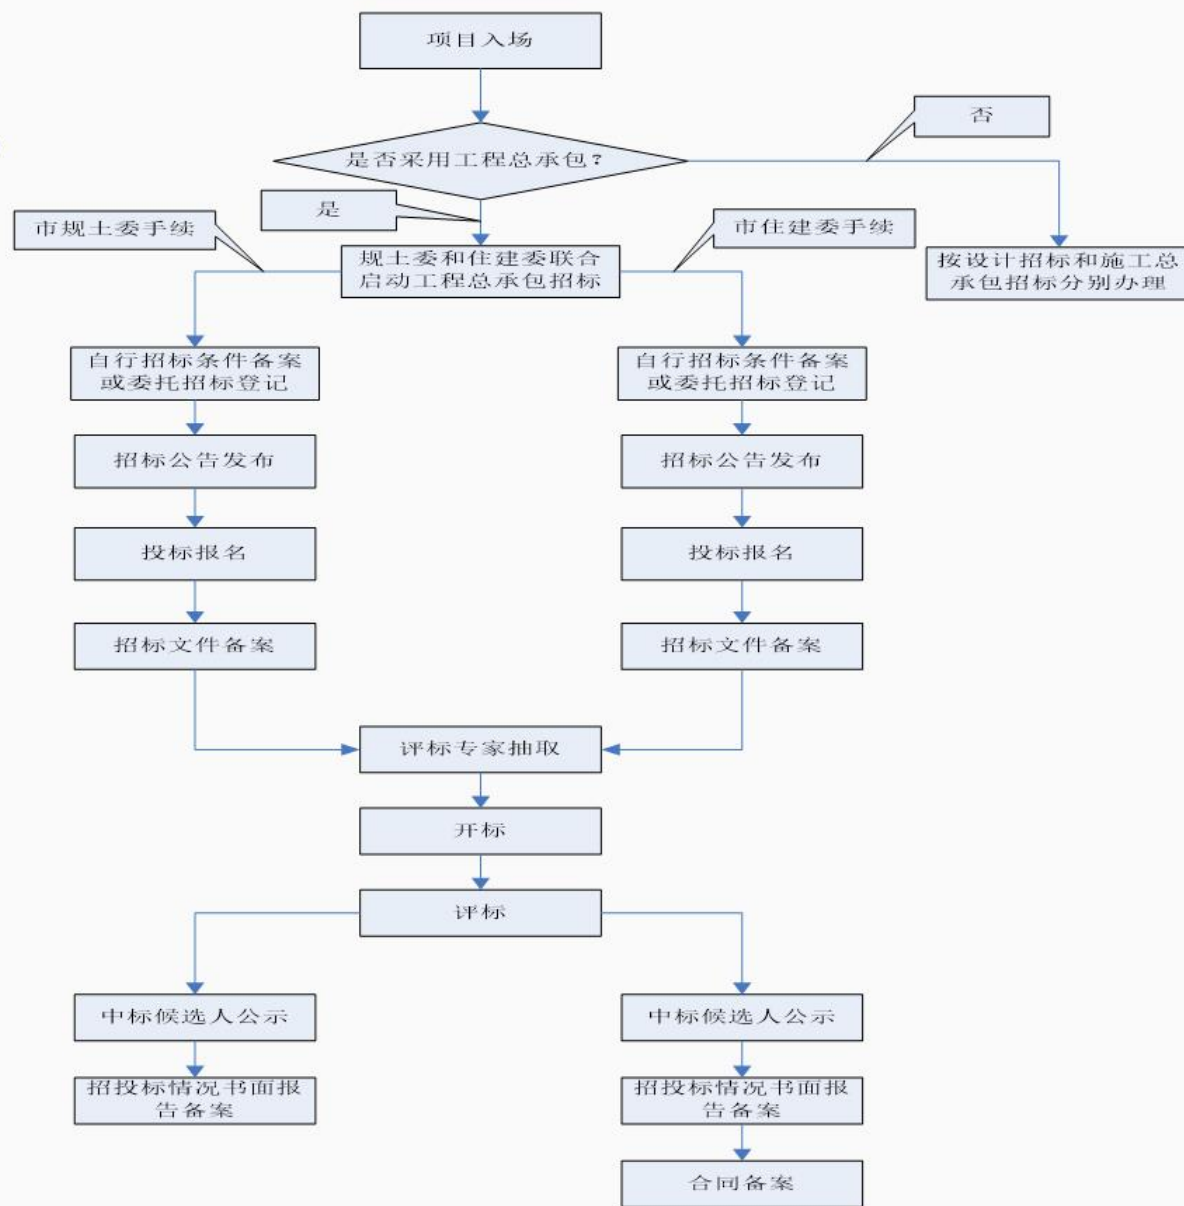 项目入场
否
是否采用工程总承包？
是
市规土委手续
市住建委手续
规土委和住建委联合
启动工程总承包招标
按设计招标和施工总
承包招标分别办理
自行招标条件备案
或委托招标登记
自行招标条件备案
或委托招标登记
招标公告发布
招标公告发布
投标报名
投标报名
招标文件备案
招标文件备案
评标专家抽取
开标
评标
中标候选人公示
中标候选人公示
招投标情况书面报
告备案
招投标情况书面报
告备案
合同备案